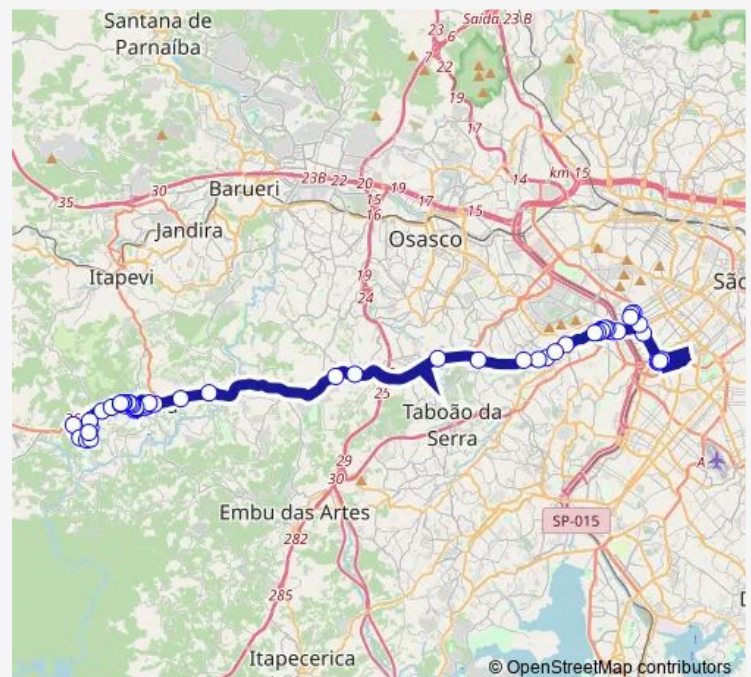 Saída 23 B
Santana de
Parnaíba
6
7
22
19
17
14
km 15
15
30
35
Barueri
23B 22 20 19
17
15
15
16
Jandira
Osasco
Itapevi
19
24
São
25
Taboão da
Serra
29
30
Embu das Artes
282
SP-015
A
285
Itapecerica
© OpenStreetMap contributors